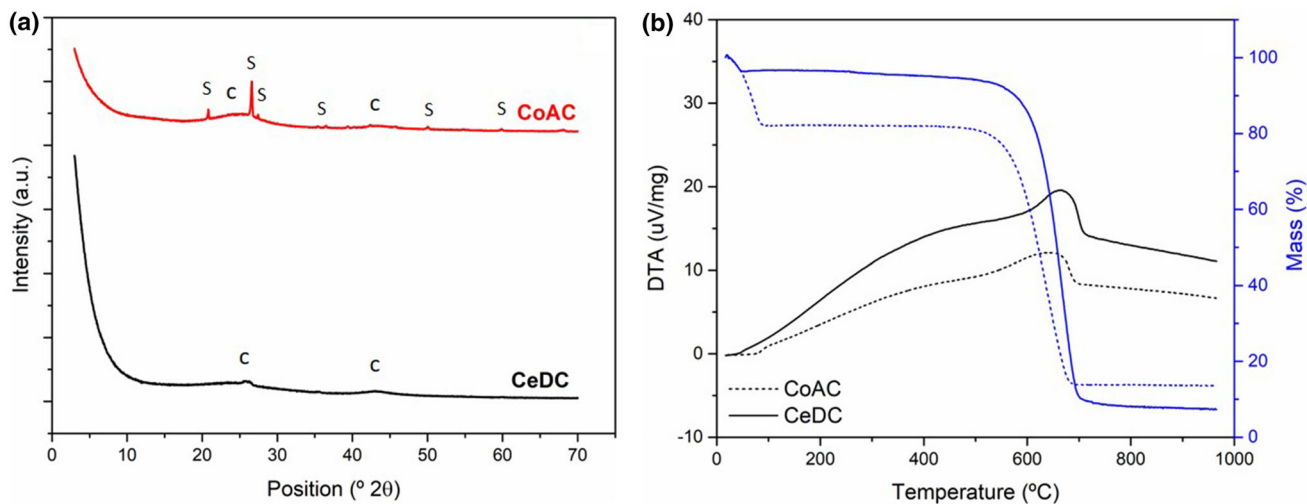 (a)
Intensity (a.u.)
S
C
S
S
S
C
S
S
CoAC
C
C
CeDC
0
10
20
30
40
50
60
70
Position (º 2θ)
(b)
DTA (uV/mg)
40
30
20
10
0
-10
Mass (%)
100
80
60
40
20
0
CoAC
CeDC
0
200
400
600
800
1000
Temperature (ºC)